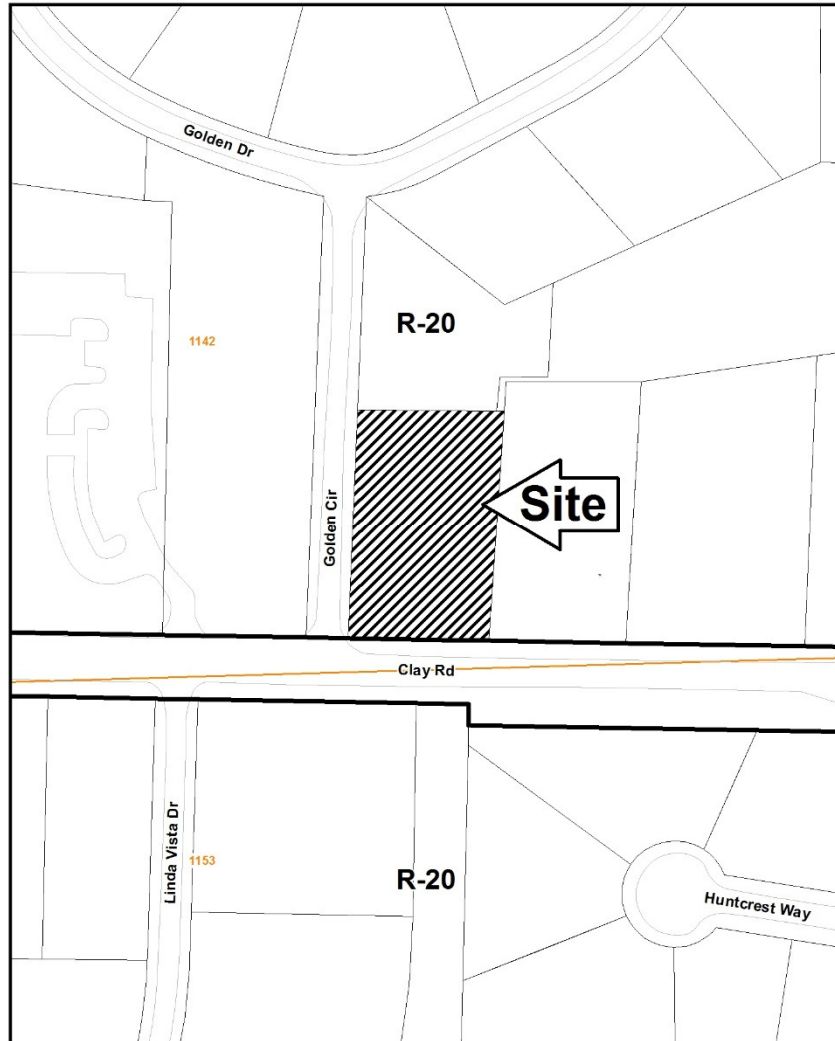 Golden Dr
R-20
1142
Golden Cir
Site
Clay Rd
Linda Vista Dr
1153
R-20
Huntcrest Way